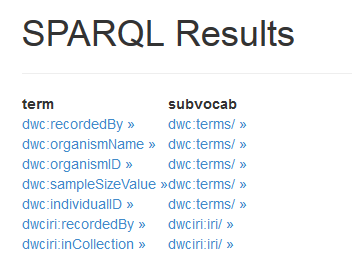 SPARQL Results
term subvocab
dwc:recordedBy » dwc:terms/ »
dwc:organismName » dwc:terms/ »
dwc:organismID » dwc:terms/ »
dwc:sampleSizeValue » dwc:terms/ »
dwc:individualID » dwc:terms/ »
dwciri:recordedBy » dwciri:iri/ »
dwciri:inCollection » dwciri:iri/ »